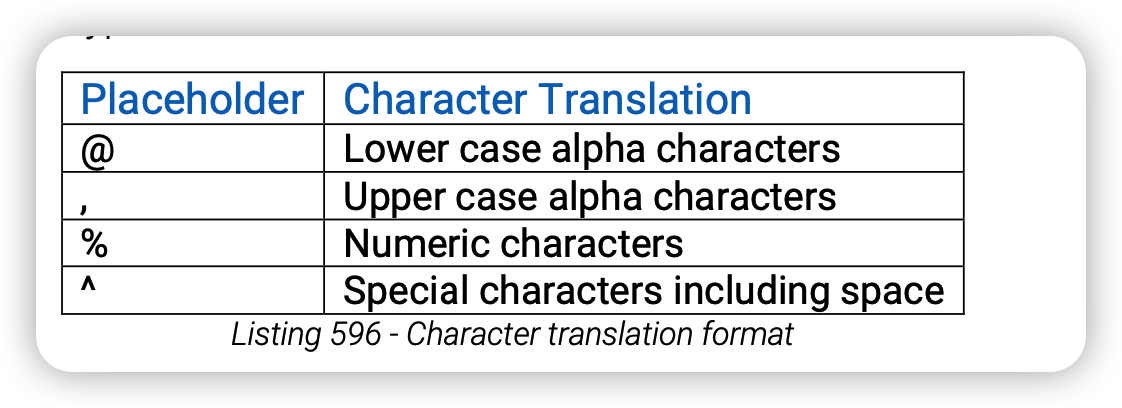 Placeholder Character Translation
@ Lower case alpha characters
, Upper case alpha characters
% Numeric characters
^ Special characters including space
Listing 596 - Character translation format